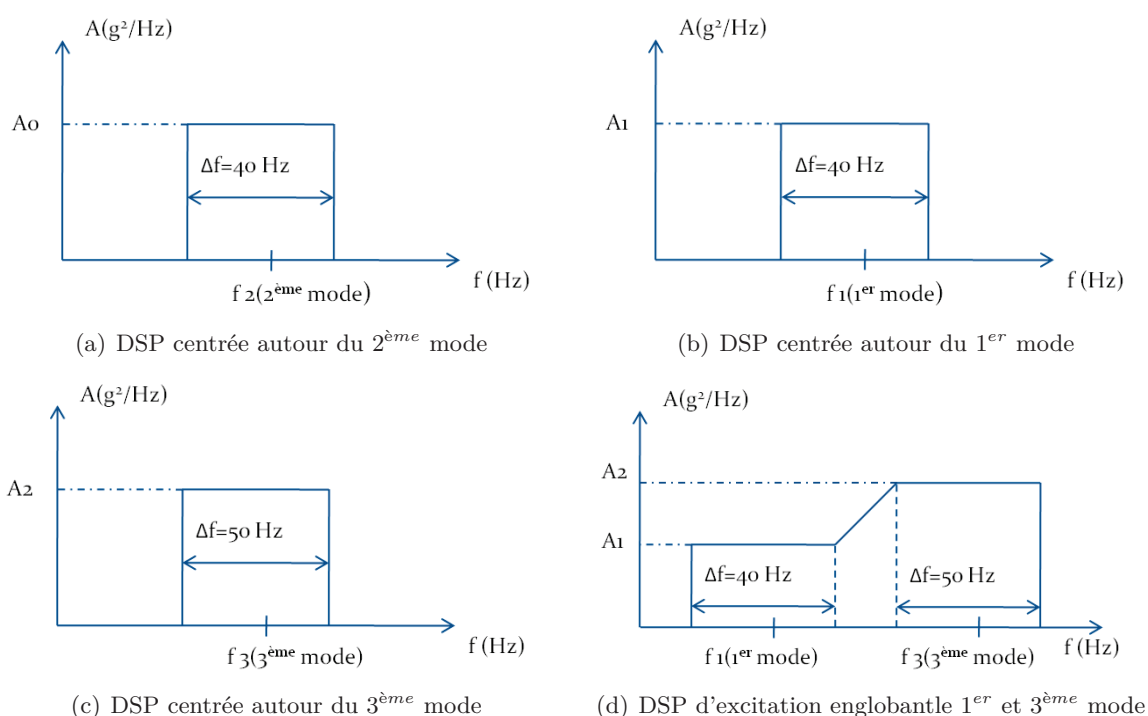 A(g²/Hz)
A0
Δf=40 Hz
f (Hz)
f 2(2ème mode)
(a) DSP centrée autour du 2ème mode
A(g²/Hz)
A1
Δf=40 Hz
f (Hz)
f 1(1er mode)
(b) DSP centrée autour du 1er mode
A(g²/Hz)
A2
Δf=50 Hz
f (Hz)
f 3(3ème mode)
(c) DSP centrée autour du 3ème mode
A(g²/Hz)
A2
A1
Δf=40 Hz
Δf=50 Hz
f (Hz)
f 1(1er mode)
f 3(3ème mode)
(d) DSP d'excitation englobantle 1er et 3ème mode